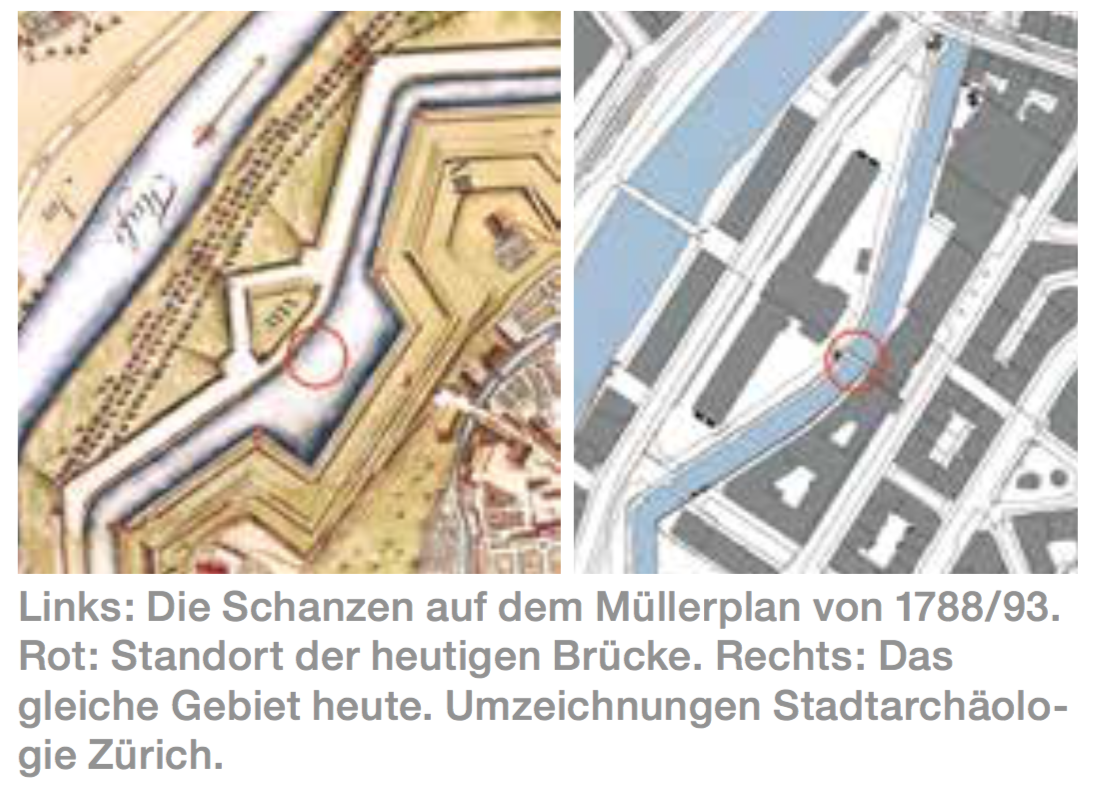 Links: Die Schanzen auf dem Müllerplan von 1788/93.
Rot: Standort der heutigen Brücke. Rechts: Das
gleiche Gebiet heute. Umzeichnungen Stadtarchäolo-
gie Zürich.